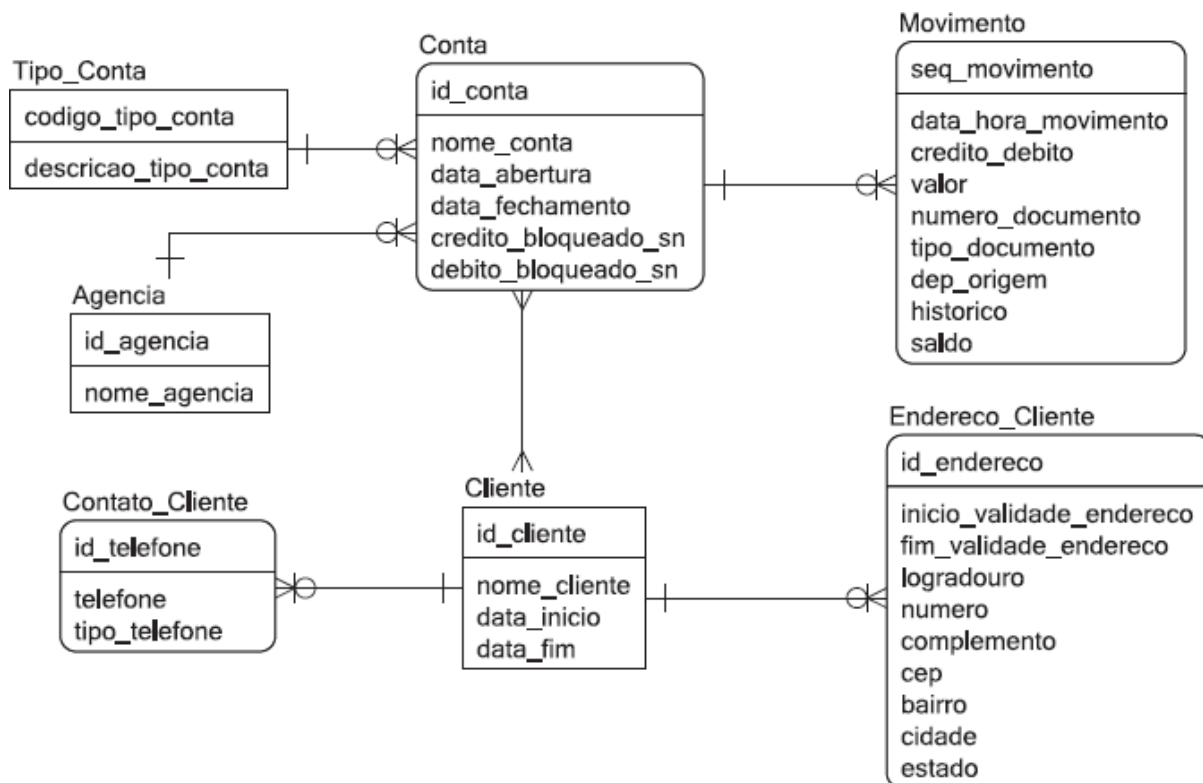 Tipo_Conta
codigo_tipo_conta
descricao_tipo_conta
Conta
id_conta
nome_conta
data_abertura
data_fechamento
credito_bloqueado_sn
debito_bloqueado_sn
Movimento
seq_movimento
data_hora_movimento
credito_debito
valor
numero_documento
tipo_documento
dep_origem
historico
saldo
Agencia
id_agencia
nome_agencia
Contato_Cliente
id_telefone
telefone
tipo_telefone
Cliente
id_cliente
nome_cliente
data_inicio
data_fim
Endereco_Cliente
id_endereco
inicio_validade_endereco
fim_validade_endereco
logradouro
numero
complemento
cep
bairro
cidade
estado